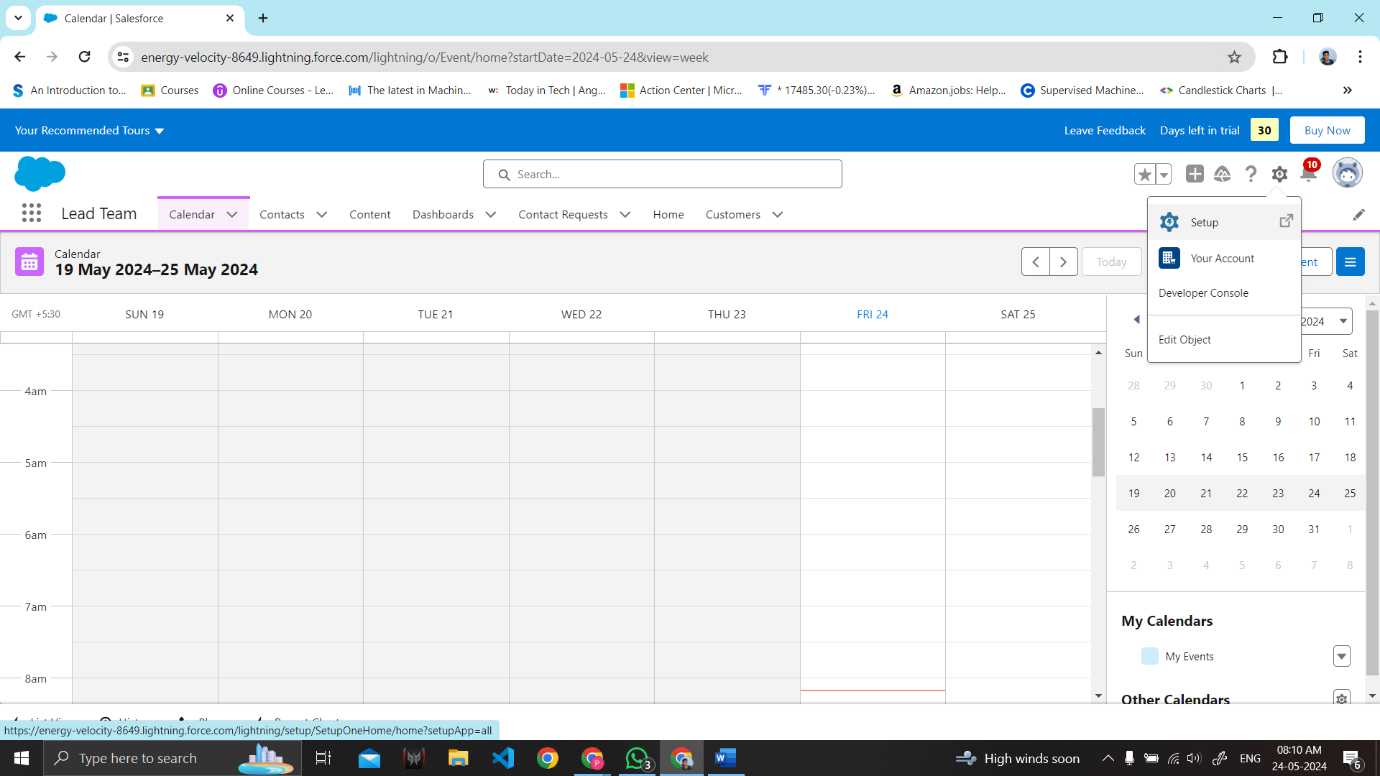 Calendar | Salesforce
energy-velocity-8649.lightning.force.com/lightning/o/Event/home?startDate=2024-05-24&view=week
An Introduction to...
Courses
Online Courses - Le...
The latest in Machin...
Today in Tech | Ang...
Action Center | Micr...
* 17485.30(-0.23%)...
Amazon.jobs: Help...
Supervised Machine...
Candlestick Charts |...
Your Recommended Tours
Leave Feedback
Days left in trial
30
Buy Now
Search...
10
Lead Team
Calendar
Contacts
Content
Dashboards
Contact Requests
Home
Customers
Setup
Your Account
Developer Console
Edit Object
Calendar
19 May 2024–25 May 2024
Today
ent
GMT +5:30
SUN 19
MON 20
TUE 21
WED 22
THU 23
FRI 24
SAT 25
4am
5am
6am
7am
8am
2024
Sun
Fri
Sat
28 29 30 1 2 3 4
5 6 7 8 9 10 11
12 13 14 15 16 17 18
19 20 21 22 23 24 25
26 27 28 29 30 31 1
2 3 4 5 6 7 8
My Calendars
My Events
Other Calendars
https://energy-velocity-8649.lightning.force.com/lightning/setup/SetupOneHome/home?setupApp=all
Type here to search
3
High winds soon
ENG
08:10 AM
24-05-2024
6